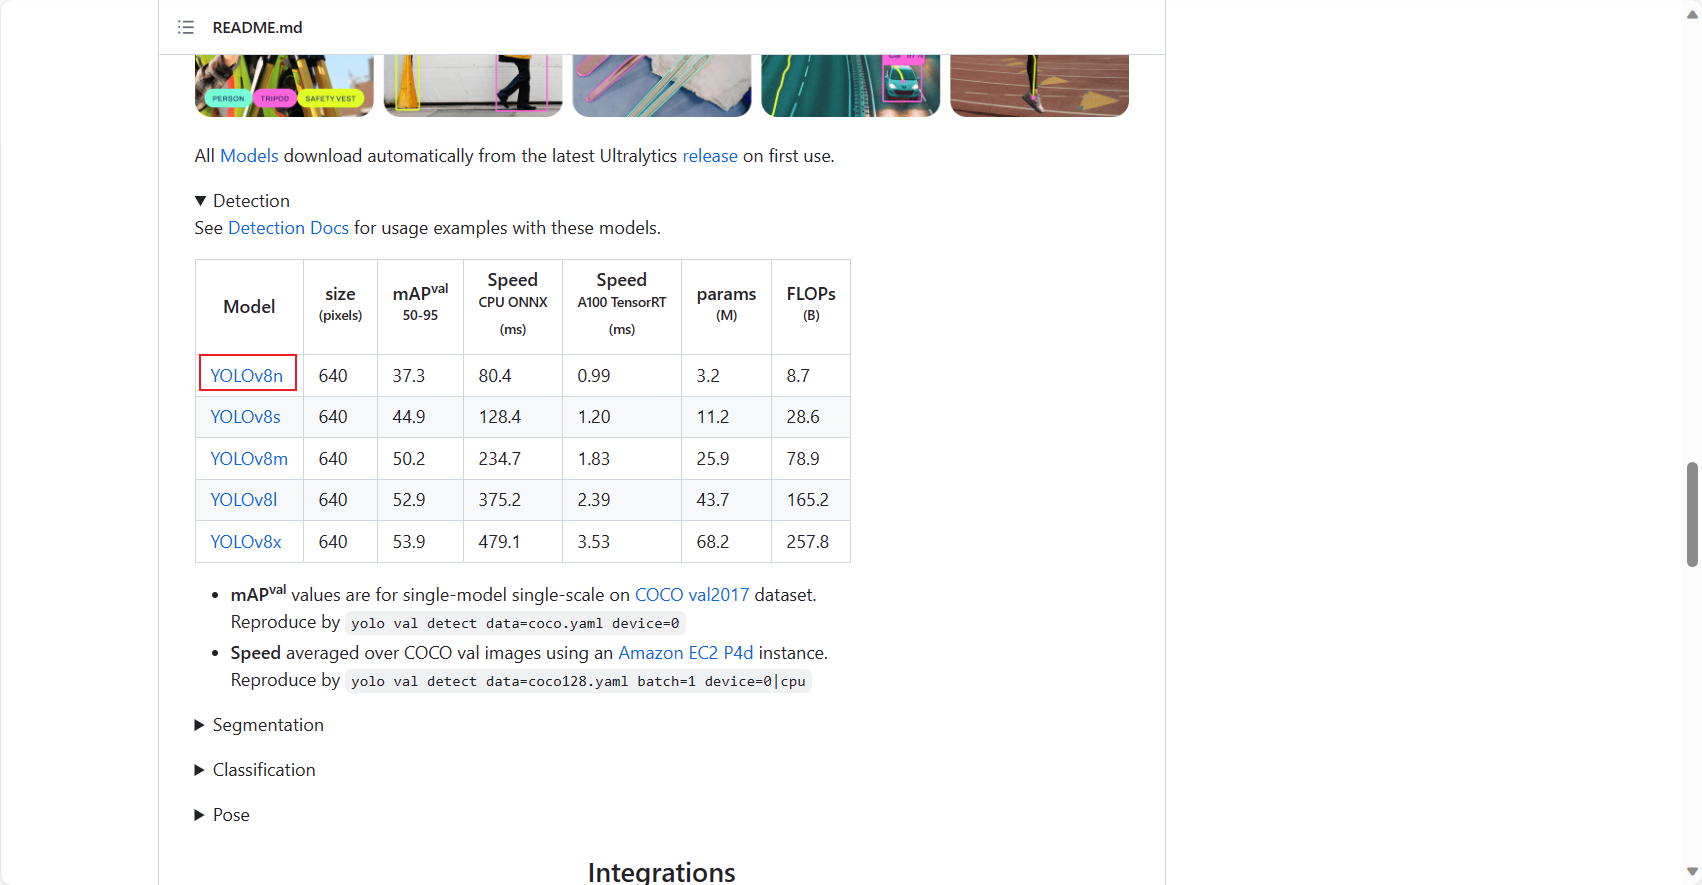 README.md
PERSON TRIPOD SAFETY VEST
All Models download automatically from the latest Ultralytics release on first use.
▼ Detection
See Detection Docs for usage examples with these models.
Model size (pixels) mAPval 50-95 Speed CPU ONNX (ms) Speed A100 TensorRT (ms) params (M) FLOPs (B)
YOLOv8n 640 37.3 80.4 0.99 3.2 8.7
YOLOv8s 640 44.9 128.4 1.20 11.2 28.6
YOLOv8m 640 50.2 234.7 1.83 25.9 78.9
YOLOv8l 640 52.9 375.2 2.39 43.7 165.2
YOLOv8x 640 53.9 479.1 3.53 68.2 257.8
• mAPval values are for single-model single-scale on COCO val2017 dataset.
Reproduce by yolo val detect data=coco.yaml device=0
• Speed averaged over COCO val images using an Amazon EC2 P4d instance.
Reproduce by yolo val detect data=coco128.yaml batch=1 device=0|cpu
▶ Segmentation
▶ Classification
▶ Pose
Integrations